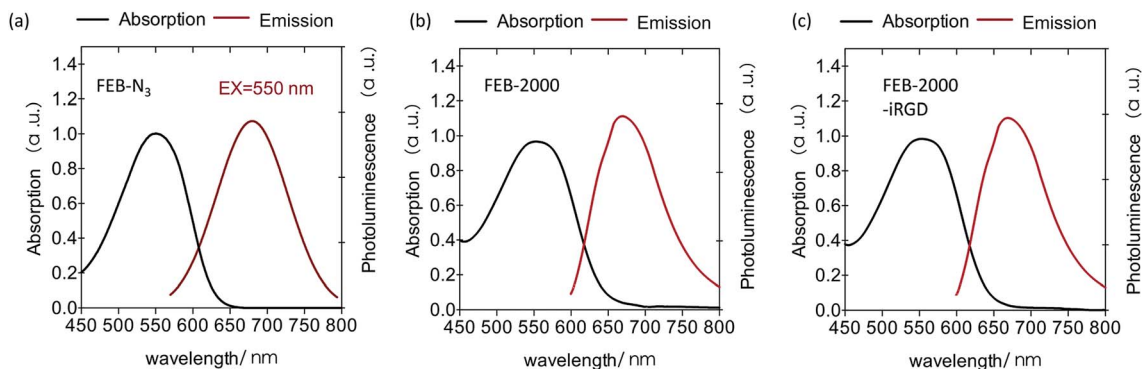 (a)
Absorption Emission
FEB-N₃
EX=550 nm
Absorption (ɑ .u.)
1.4
1.2
1.0
0.8
0.6
0.4
0.2
0.0
Photoluminescence (ɑ .u.)
450 500 550 600 650 700 750 800
wavelength/ nm
(b)
Absorption Emission
FEB-2000
Absorption (ɑ .u.)
1.4
1.2
1.0
0.8
0.6
0.4
0.2
0.0
Photoluminescence (ɑ .u.)
450 500 550 600 650 700 750 800
wavelength/ nm
(c)
Absorption Emission
FEB-2000
-iRGD
Absorption (ɑ .u.)
1.4
1.2
1.0
0.8
0.6
0.4
0.2
0.0
Photoluminescence (ɑ .u.)
450 500 550 600 650 700 750 800
wavelength/ nm